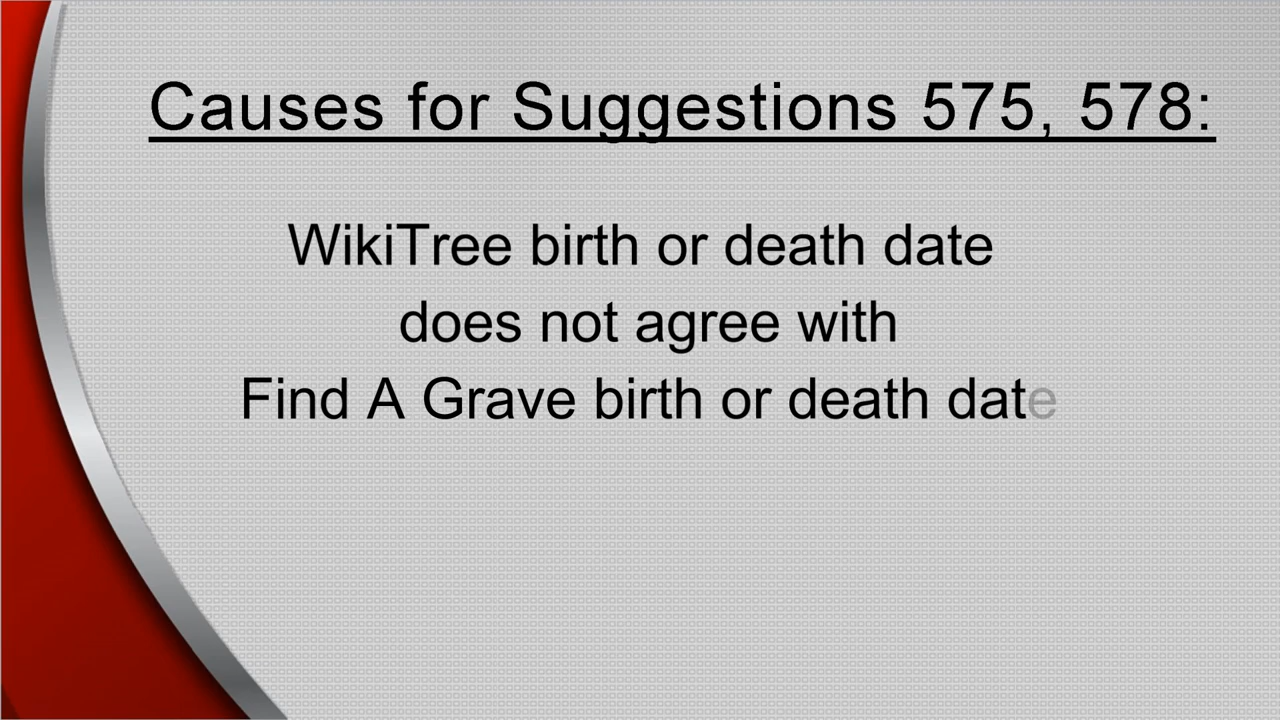 Causes for Suggestions 575, 578:
WikiTree birth or death date
does not agree with
Find A Grave birth or death date